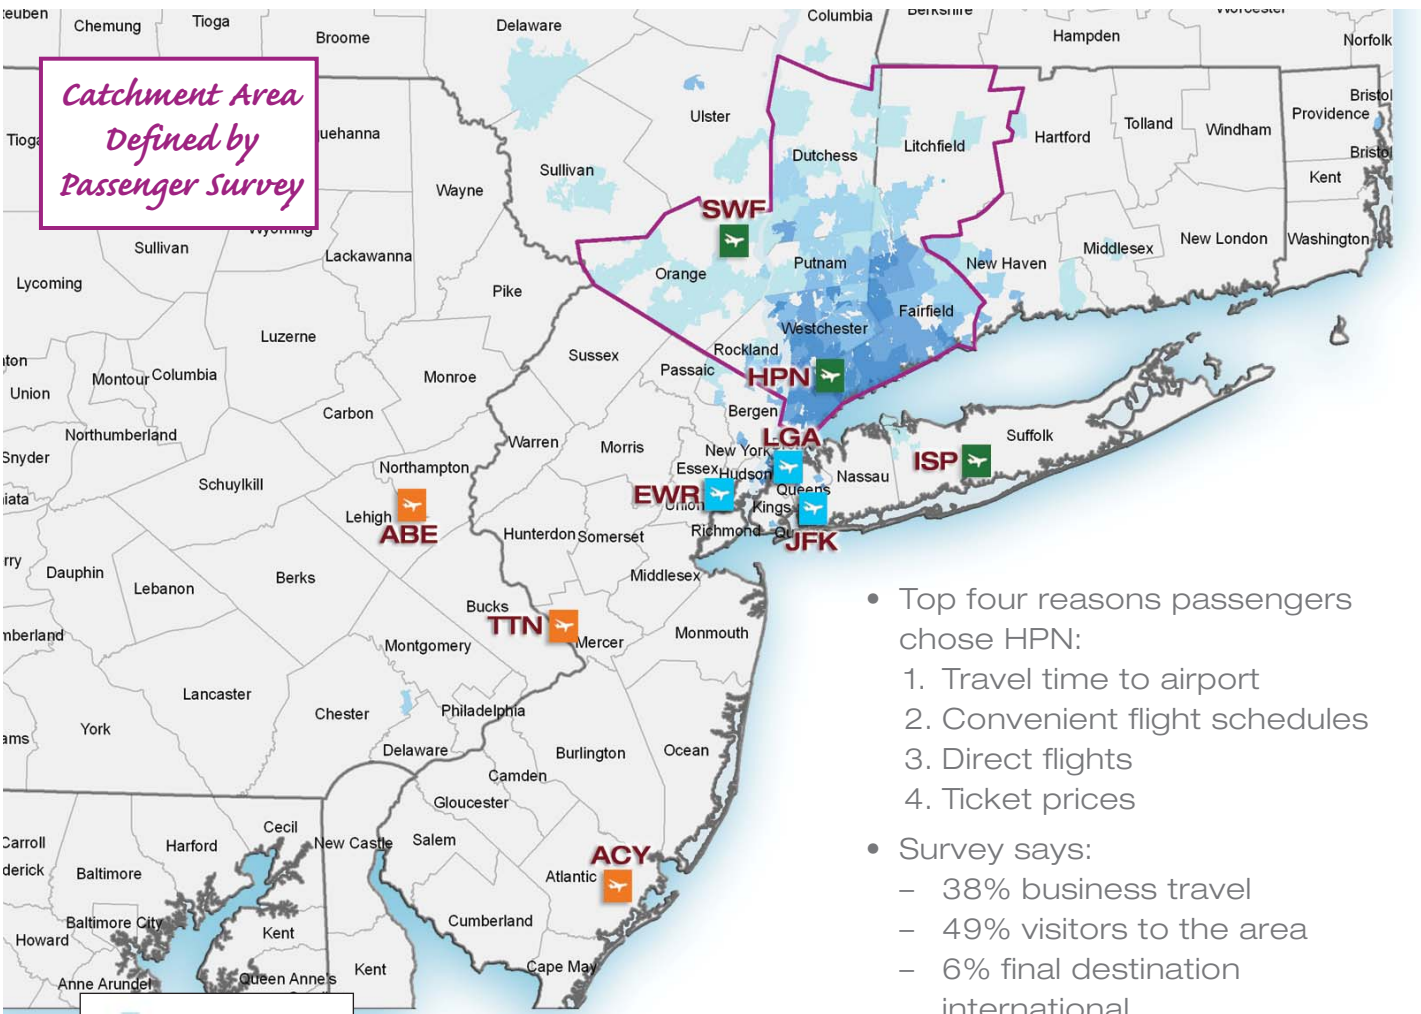 Catchment Area
Defined by
Passenger Survey
Chemung
Tioga
Broome
Delaware
Columbia
Berkshire
Worcester
Hampden
Norfolk
Ulster
Sullivan
Wayne
Dutchess
Litchfield
Hartford
Tolland
Windham
Providence
Bristol
Bristol
Kent
Washington
New London
Middlesex
New Haven
SWF
Orange
Putnam
Fairfield
Westchester
Rockland
HPN
Wyoming
Sullivan
Lackawanna
Lycoming
Pike
Luzerne
Sussex
Passaic
Bergen
Union
Montour
Columbia
Monroe
Carbon
Northumberland
Snyder
Warren
Morris
New York
LGA
Essex
Hudson
Queens
Nassau
Suffolk
ISP
EWR
Union
Kings
Richmond
JFK
Northampton
Schuylkill
Lehigh
ABE
Hunterdon
Somerset
Dauphin
Lebanon
Berks
Middlesex
Bucks
TTN
Mercer
Monmouth
Montgomery
Lancaster
Chester
Philadelphia
York
Delaware
Burlington
Ocean
Camden
Gloucester
Carroll
Harford
Cecil
New Castle
Salem
ACY
Atlantic
Baltimore
Cumberland
Baltimore City
Howard
Kent
Kent
Cape May
Anne Arundel
Queen Anne's
• Top four reasons passengers
chose HPN:
1. Travel time to airport
2. Convenient flight schedules
3. Direct flights
4. Ticket prices
• Survey says:
– 38% business travel
– 49% visitors to the area
– 6% final destination
international